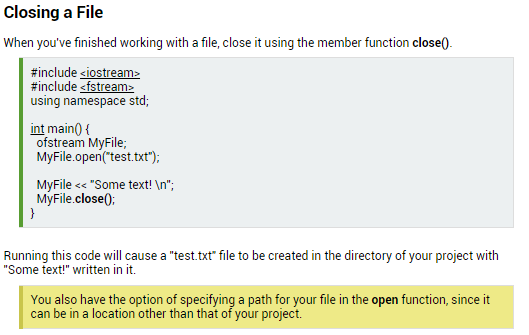 Closing a File
When you've finished working with a file, close it using the member function close().
#include <iostream>
#include <fstream>
using namespace std;
int main() {
ofstream MyFile;
MyFile.open("test.txt");
MyFile << "Some text! \n";
MyFile.close();
}
Running this code will cause a "test.txt" file to be created in the directory of your project with
"Some text!" written in it.
You also have the option of specifying a path for your file in the open function, since it
can be in a location other than that of your project.